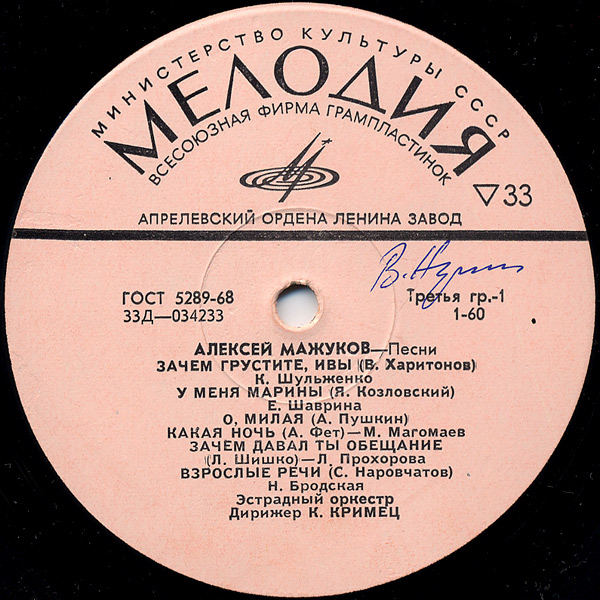 МИНИСТЕРСТВО КУЛЬТУРЫ СССР
МЕЛОДИЯ
ВСЕСОЮЗНАЯ ФИРМА ГРАМПЛАСТИНОК
▽33
АПРЕЛЕВСКИЙ ОРДЕНА ЛЕНИНА ЗАВОД
ГОСТ 5289-68 Третья гр.-1
33Д—034233 1-60
АЛЕКСЕЙ МАЖУКОВ—Песни
ЗАЧЕМ ГРУСТИТЕ, ИВЫ (В. Харитонов)
К. Шульженко
У МЕНЯ МАРИНЫ (Я. Козловский)
Е. Шаврина
О, МИЛАЯ (А. Пушкин)
КАКАЯ НОЧЬ (А. Фет)—М. Магомаев
ЗАЧЕМ ДАВАЛ ТЫ ОБЕЩАНИЕ
(Л. Шишко)—Л. Прохорова
ВЗРОСЛЫЕ РЕЧИ (С. Наровчатов)
Н. Бродская
Эстрадный оркестр
Дирижер К. КРИМЕЦ